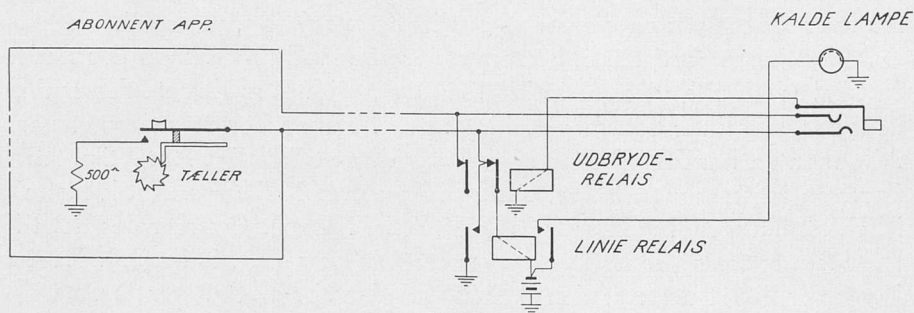 KALDE LAMPE
ABONNENT APP.
500^
TÆLLER
UDBRYDE-
RELAIS
LINIE RELAIS